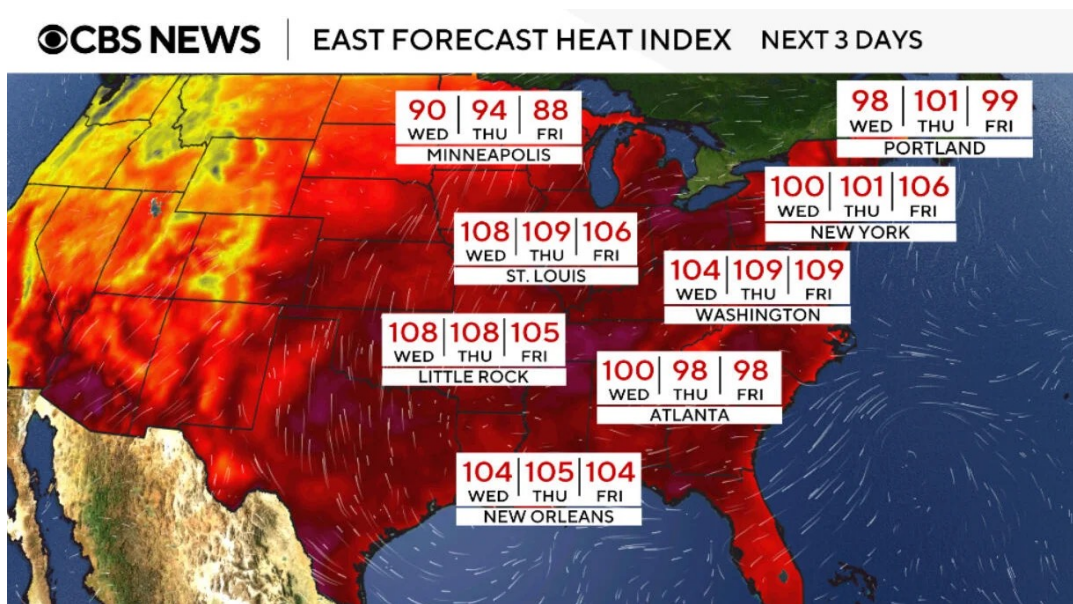 CBS NEWS EAST FORECAST HEAT INDEX NEXT 3 DAYS
90 94 88
WED THU FRI
MINNEAPOLIS
98 101 99
WED THU FRI
PORTLAND
100 101 106
WED THU FRI
NEW YORK
108 109 106
WED THU FRI
ST. LOUIS
104 109 109
WED THU FRI
WASHINGTON
108 108 105
WED THU FRI
LITTLE ROCK
100 98 98
WED THU FRI
ATLANTA
104 105 104
WED THU FRI
NEW ORLEANS